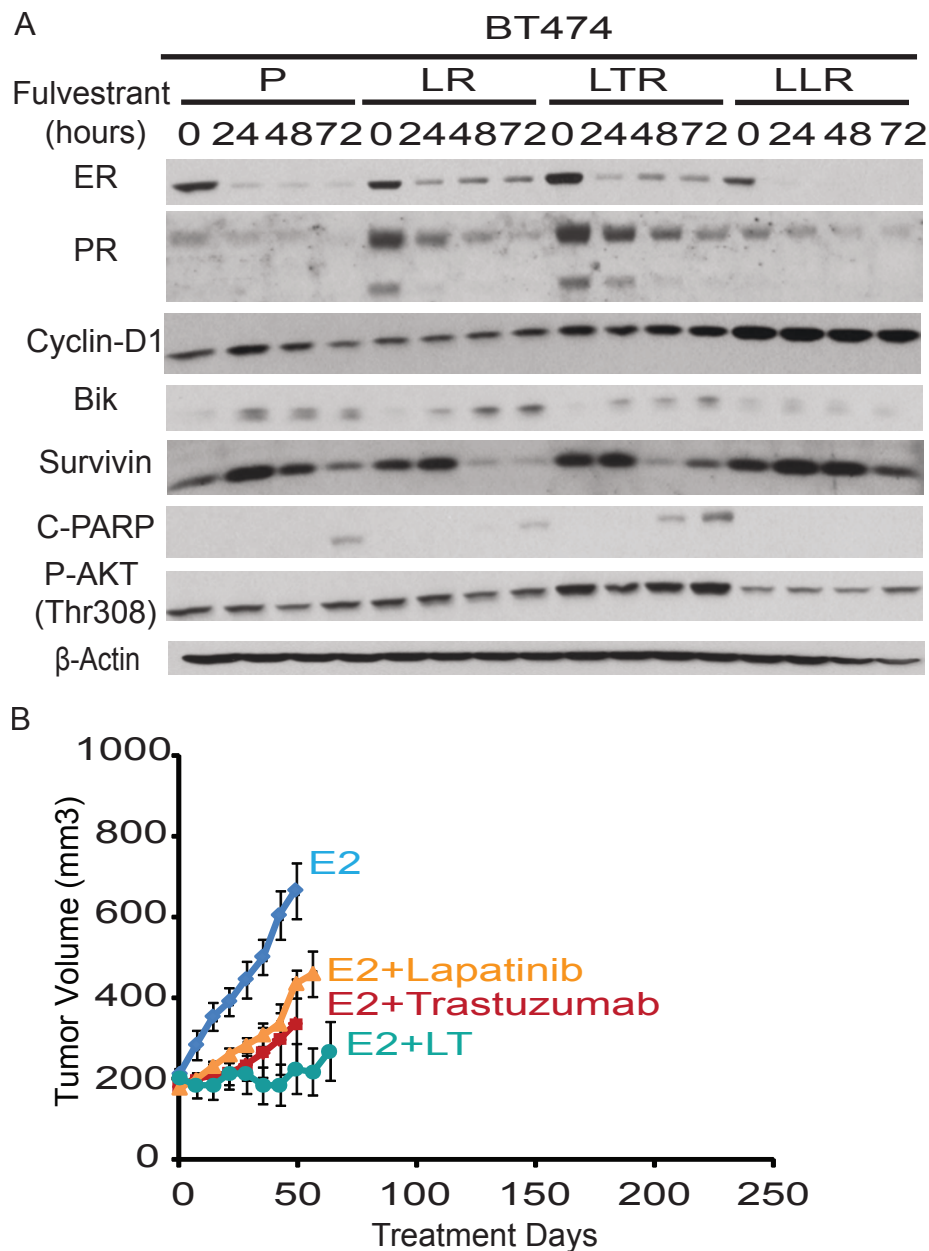 A
BT474
Fulvestrant (hours)
P LR LTR LLR
0 24 48 72 0 24 48 72 0 24 48 72 0 24 48 72
ER
PR
Cyclin-D1
Bik
Survivin
C-PARP
P-AKT
(Thr308)
β-Actin
B
Tumor Volume (mm3)
1000
800
600
400
200
0
E2
E2+Lapatinib
E2+Trastuzumab
E2+LT
0 50 100 150 200 250
Treatment Days